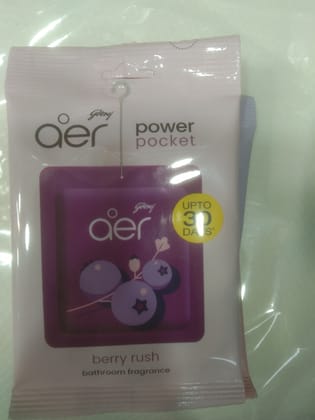 Godrej
aer
power
pocket
Godrej
aer
UPTO
30
DAYS*
berry rush
bathroom fragrance